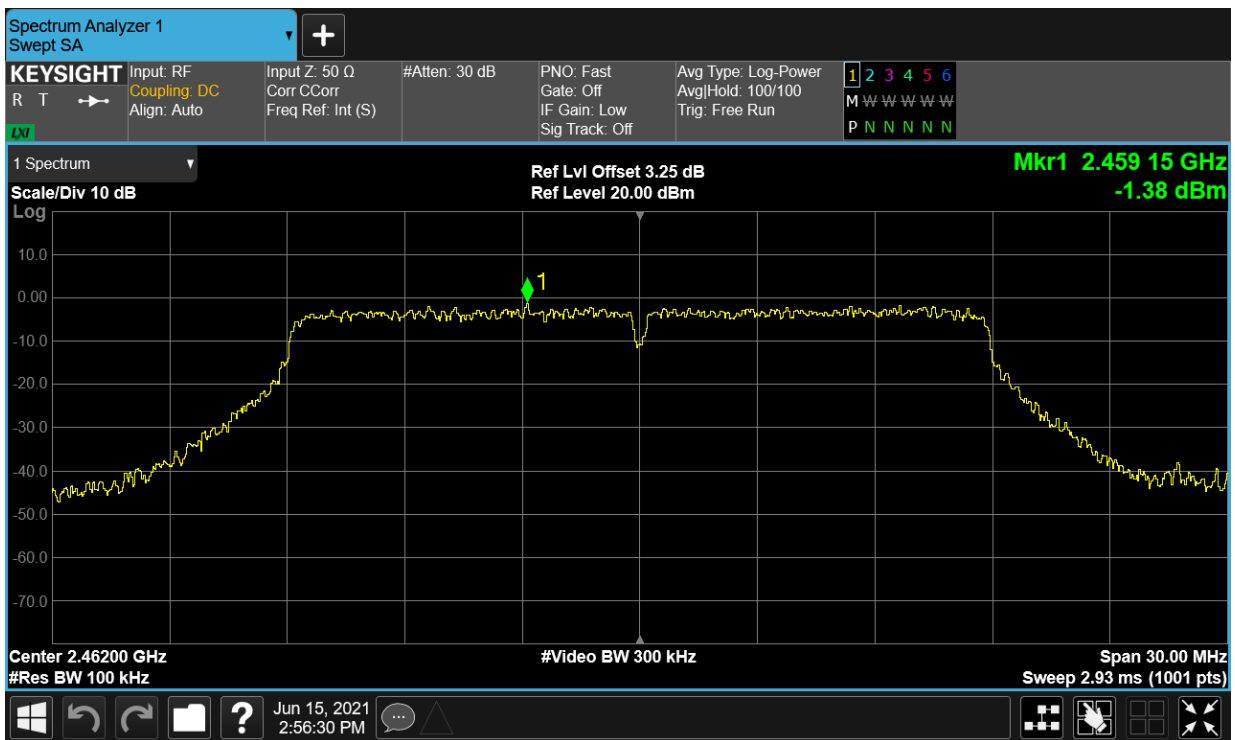 Spectrum Analyzer 1
Swept SA
▼
+
KEYSIGHT
R T
LXI
Input: RF
Coupling: DC
Align: Auto
Input Z: 50 Ω
Corr CCorr
Freq Ref: Int (S)
#Atten: 30 dB
PNO: Fast
Gate: Off
IF Gain: Low
Sig Track: Off
Avg Type: Log-Power
Avg|Hold: 100/100
Trig: Free Run
1 2 3 4 5 6
M W W W W W
P N N N N N
1 Spectrum ▼
Scale/Div 10 dB
Log
Ref Lvl Offset 3.25 dB
Ref Level 20.00 dBm
Mkr1 2.459 15 GHz
-1.38 dBm
1
10.0
0.00
-10.0
-20.0
-30.0
-40.0
-50.0
-60.0
-70.0
Center 2.46200 GHz
#Res BW 100 kHz
#Video BW 300 kHz
Span 30.00 MHz
Sweep 2.93 ms (1001 pts)
?
Jun 15, 2021
2:56:30 PM